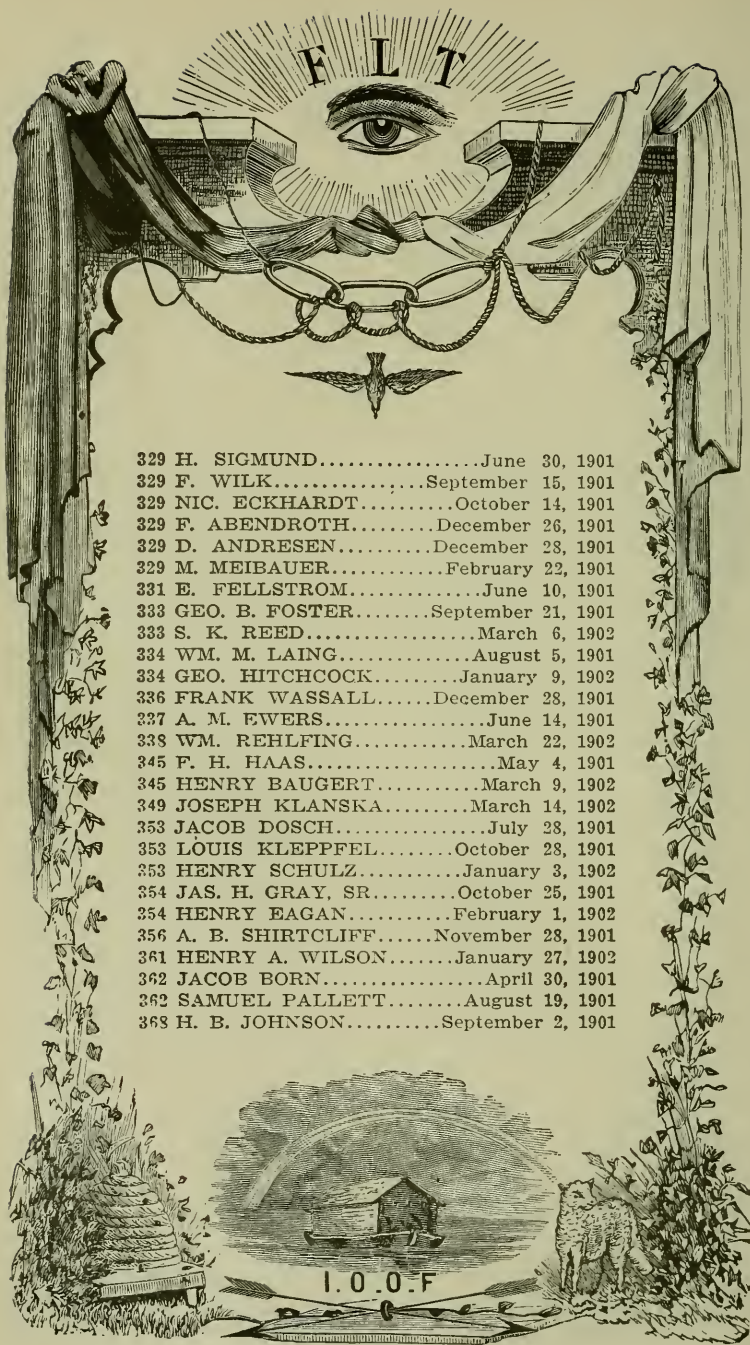 F L T
329 H. SIGMUND.................June 30, 1901
329 F. WILK...............September 15, 1901
329 NIC. ECKHARDT..........October 14, 1901
329 F. ABENDROTH........December 26, 1901
329 D. ANDRESEN.........December 28, 1901
329 M. MEIBAUER..........February 22, 1901
331 E. FELLSTROM..............June 10, 1901
333 GEO. B. FOSTER........September 21, 1901
333 S. K. REED..................March 6, 1902
334 WM. M. LAING..............August 5, 1901
334 GEO. HITCHCOCK.........January 9, 1902
336 FRANK WASSALL......December 28, 1901
337 A. M. EWERS.................June 14, 1901
338 WM. REHLFING............March 22, 1902
345 F. H. HAAS....................May 4, 1901
345 HENRY BAUGERT...........March 9, 1902
349 JOSEPH KLANSKA.........March 14, 1902
353 JACOB DOSCH................July 28, 1901
353 LOUIS KLEPPFEL........October 28, 1901
353 HENRY SCHULZ...........January 3, 1902
354 JAS. H. GRAY, SR.........October 25, 1901
354 HENRY EAGAN...........February 1, 1902
356 A. B. SHIRTCLIFF......November 28, 1901
361 HENRY A. WILSON.......January 27, 1902
362 JACOB BORN................April 30, 1901
362 SAMUEL PALLETT........August 19, 1901
368 H. B. JOHNSON..........September 2, 1901
I.O.O.F